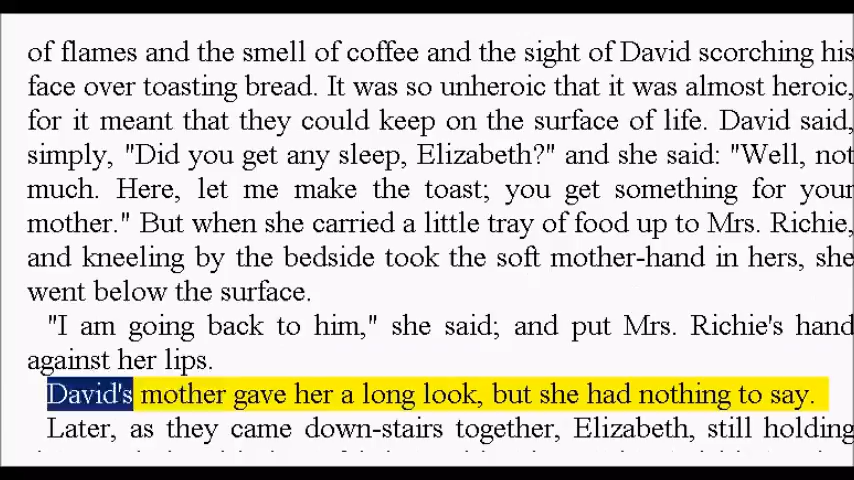 of flames and the smell of coffee and the sight of David scorching his
face over toasting bread. It was so unheroic that it was almost heroic,
for it meant that they could keep on the surface of life. David said,
simply, "Did you get any sleep, Elizabeth?" and she said: "Well, not
much. Here, let me make the toast; you get something for your
mother." But when she carried a little tray of food up to Mrs. Richie,
and kneeling by the bedside took the soft mother-hand in hers, she
went below the surface.
"I am going back to him," she said; and put Mrs. Richie's hand
against her lips.
David's mother gave her a long look, but she had nothing to say.
Later, as they came down-stairs together, Elizabeth, still holding